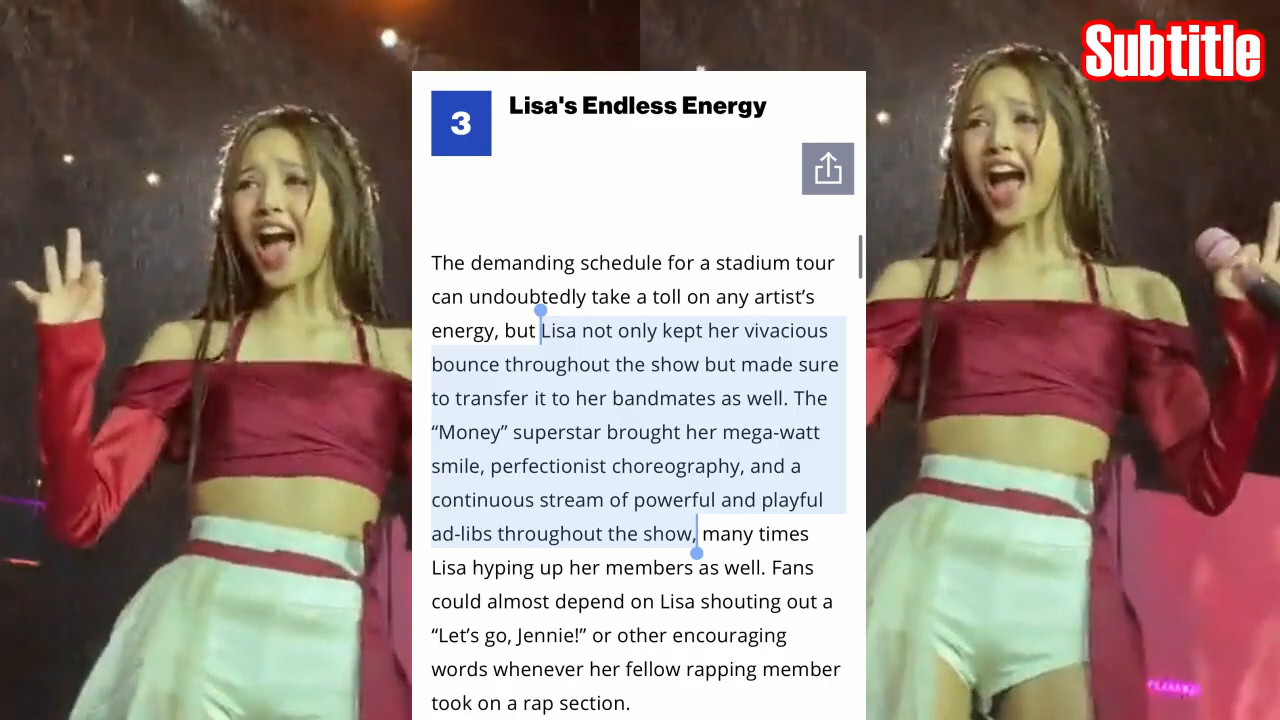 Subtitle
3
Lisa's Endless Energy
The demanding schedule for a stadium tour
can undoubtedly take a toll on any artist’s
energy, but Lisa not only kept her vivacious
bounce throughout the show but made sure
to transfer it to her bandmates as well. The
“Money” superstar brought her mega-watt
smile, perfectionist choreography, and a
continuous stream of powerful and playful
ad-libs throughout the show, many times
Lisa hyping up her members as well. Fans
could almost depend on Lisa shouting out a
“Let’s go, Jennie!” or other encouraging
words whenever her fellow rapping member
took on a rap section.